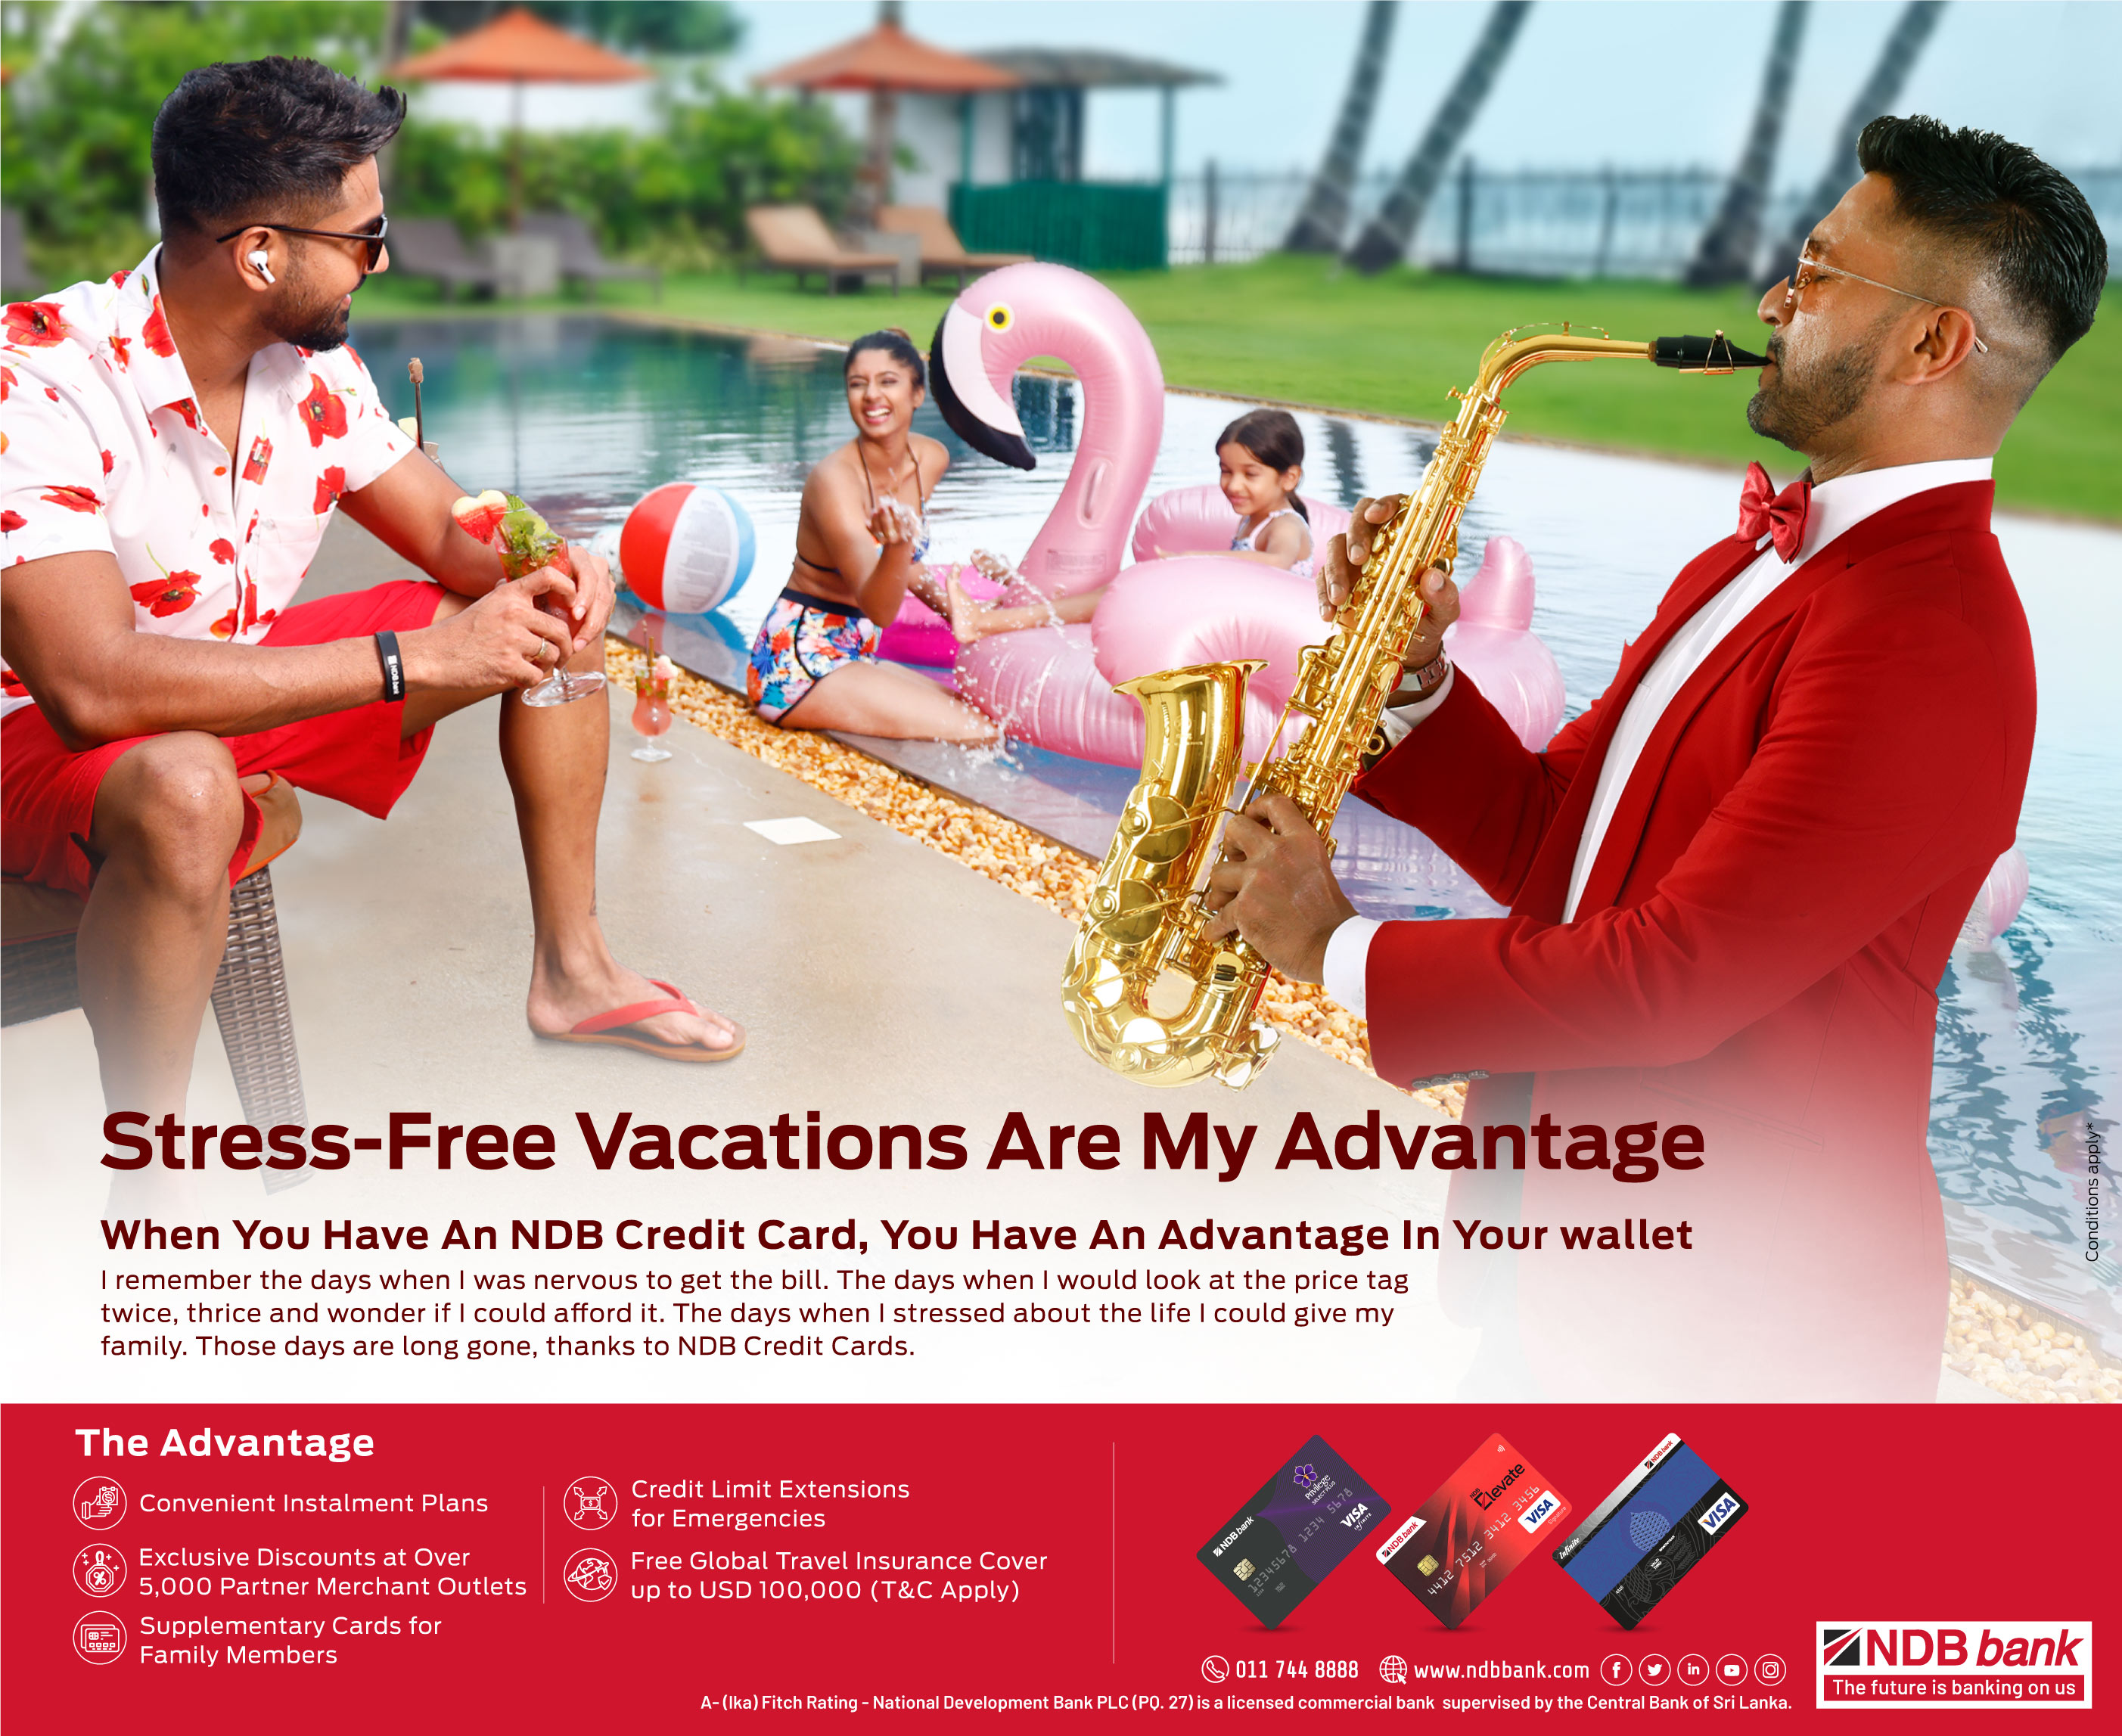 Stress-Free Vacations Are My Advantage
When You Have An NDB Credit Card, You Have An Advantage In Your wallet
I remember the days when I was nervous to get the bill. The days when I would look at the price tag
twice, thrice and wonder if I could afford it. The days when I stressed about the life I could give my
family. Those days are long gone, thanks to NDB Credit Cards.
Conditions apply*
The Advantage
Convenient Instalment Plans
Exclusive Discounts at Over
5,000 Partner Merchant Outlets
Supplementary Cards for
Family Members
Credit Limit Extensions
for Emergencies
Free Global Travel Insurance Cover
up to USD 100,000 (T&C Apply)
NDB bank
Privilege
SELECT PLUS
12345678 1234 5678
VISA
Infinite
NDB bank
NDB
Elevate
4412 7512 3412 3456
VISA
Signature
NDB bank
Infinite
VISA
011 744 8888
www.ndbbank.com
NDB bank
The future is banking on us
A- (lka) Fitch Rating - National Development Bank PLC (PQ. 27) is a licensed commercial bank supervised by the Central Bank of Sri Lanka.